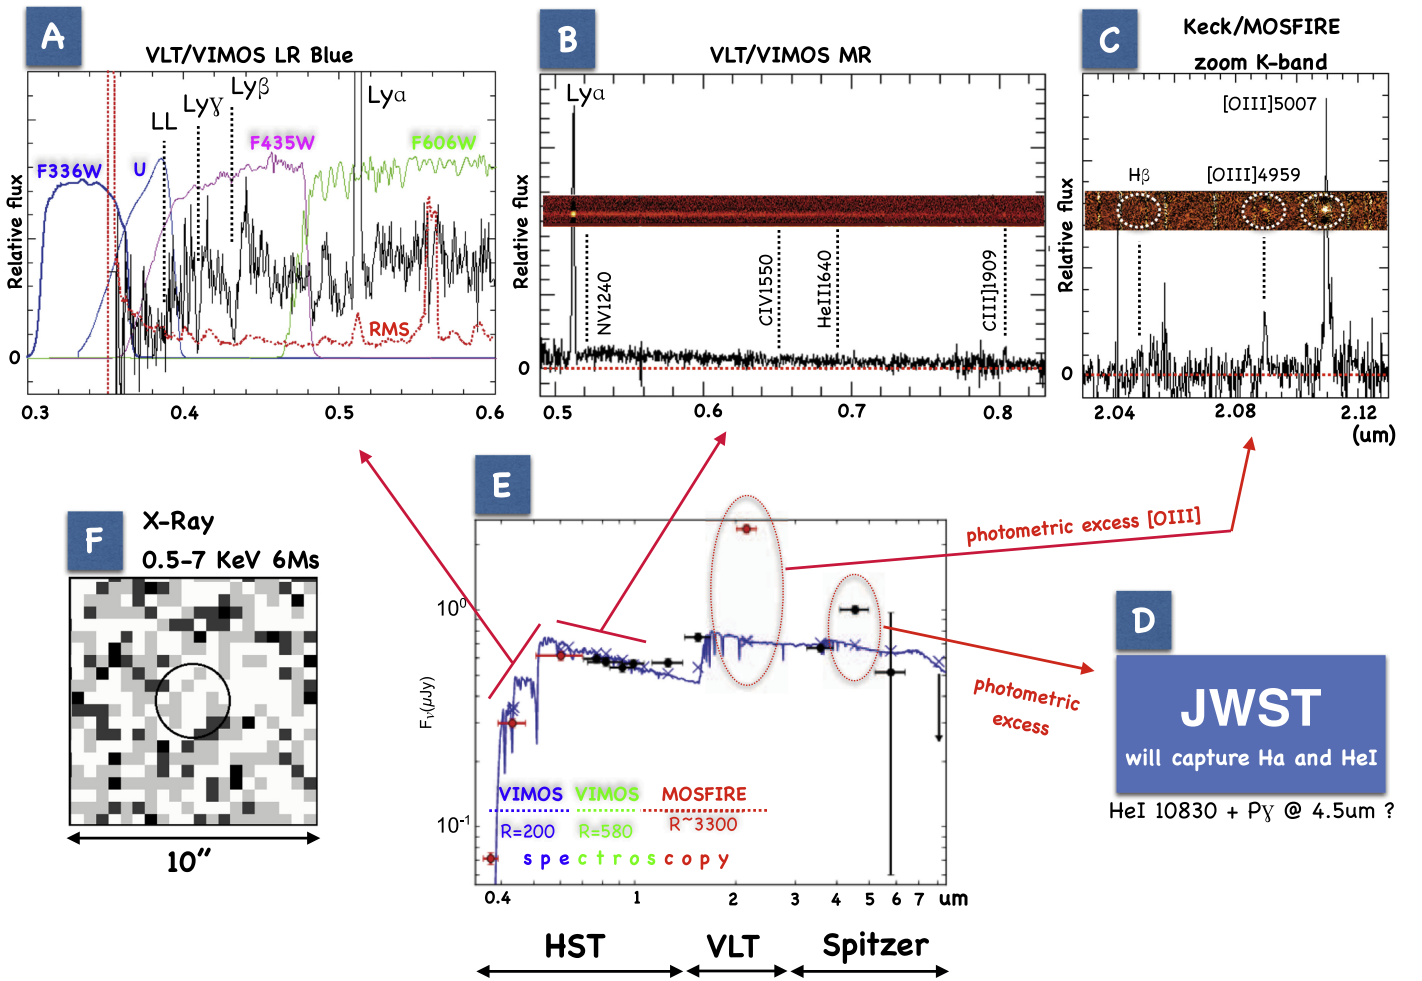 A
VLT/VIMOS LR Blue
Relative flux
F336W
U
LL
Lyɣ
Lyβ
F435W
Lyα
F606W
RMS
0
0.3
0.4
0.5
0.6
B
VLT/VIMOS MR
Relative flux
Lyα
NV1240
CIV1550
HeII1640
CIII]1909
0
0.5
0.6
0.7
0.8
C
Keck/MOSFIRE
zoom K-band
Relative flux
[OIII]5007
Hβ
[OIII]4959
0
2.04
2.08
2.12
(um)
F
X-Ray
0.5-7 KeV 6Ms
10”
E
photometric excess [OIII]
photometric
excess
Fν(μJy)
10⁰
10⁻¹
VIMOS
VIMOS
MOSFIRE
R=200
R=580
R~3300
spectroscopy
0.4
1
2
3
4
5
6
7
um
HST
VLT
Spitzer
D
JWST
will capture Ha and HeI
HeI 10830 + Pɣ @ 4.5um ?